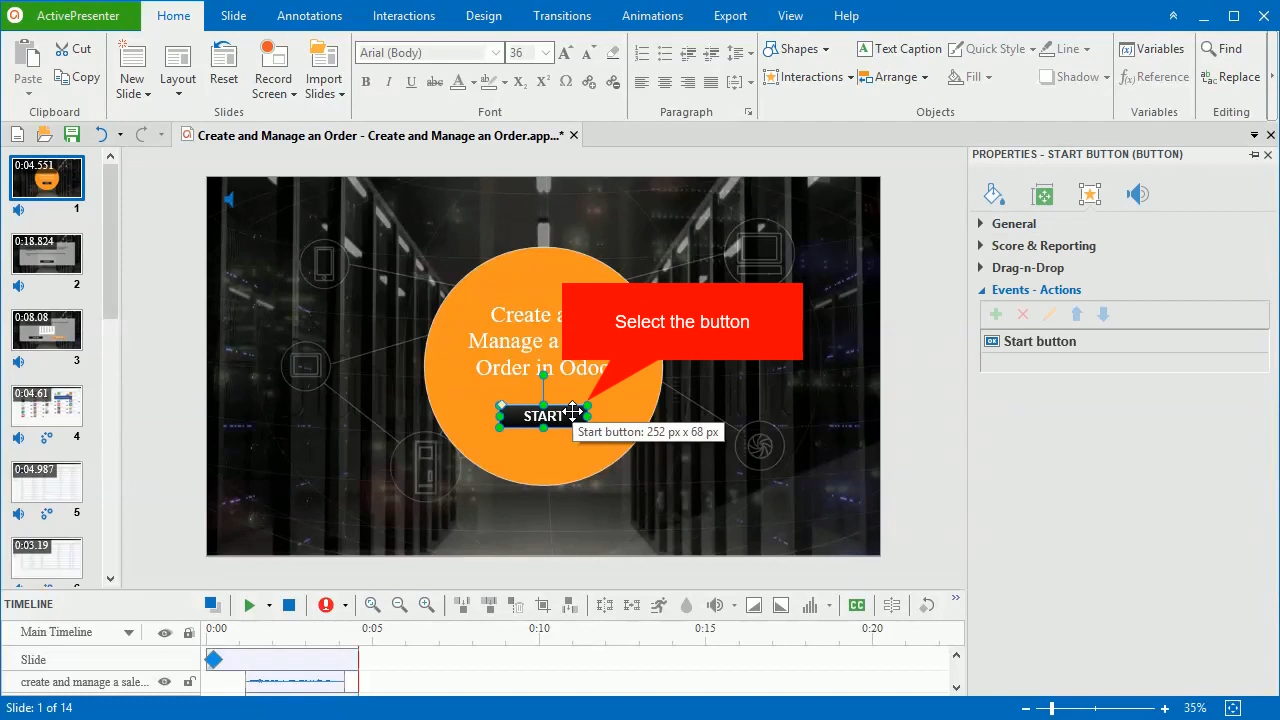 ActivePresenter
Home
Slide
Annotations
Interactions
Design
Transitions
Animations
Export
View
Help
Paste
Cut
Copy
Clipboard
New Slide
Layout
Reset
Record Screen
Import Slides
Slides
Arial (Body)
36
Font
Paragraph
Shapes
Text Caption
Quick Style
Line
Interactions
Arrange
Fill
Shadow
Objects
Variables
Reference
Variables
Find
Replace
Editing
Create and Manage an Order - Create and Manage an Order.app...*
0:04.551
1
0:18.824
2
0:08.08
3
0:04.61
4
0:04.987
5
0:03.19
Create a
Manage a
Order in Odoo
Select the button
START
Start button: 252 px x 68 px
PROPERTIES - START BUTTON (BUTTON)
General
Score & Reporting
Drag-n-Drop
Events - Actions
Start button
TIMELINE
CC
Main Timeline
0:00
0:05
0:10
0:15
0:20
Slide
create and manage a sale...
Slide: 1 of 14
35%